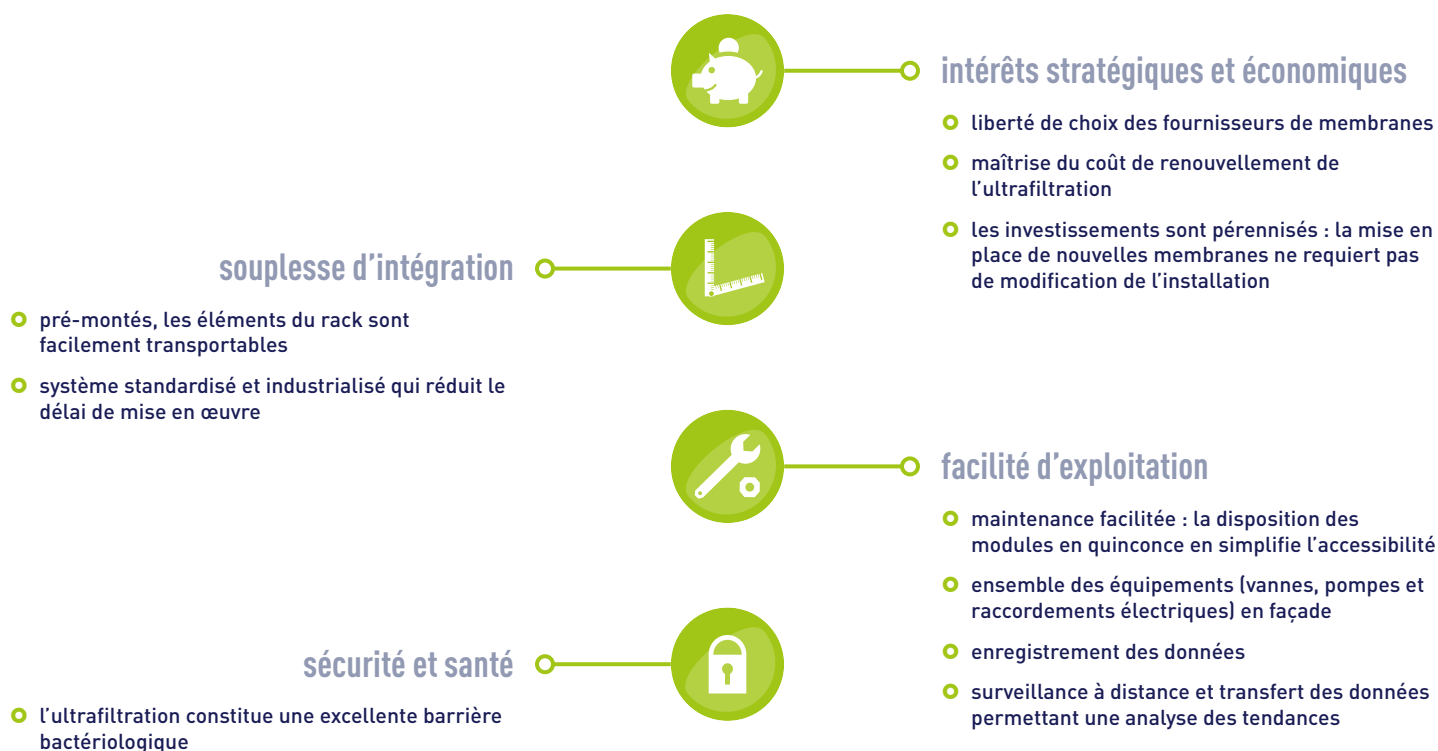 intérêts stratégiques et économiques
liberté de choix des fournisseurs de membranes
maîtrise du coût de renouvellement de
l’ultrafiltration
les investissements sont pérennisés : la mise en
place de nouvelles membranes ne requiert pas
de modification de l’installation
souplesse d’intégration
pré-montés, les éléments du rack sont
facilement transportables
système standardisé et industrialisé qui réduit le
délai de mise en œuvre
facilité d’exploitation
maintenance facilitée : la disposition des
modules en quinconce en simplifie l’accessibilité
ensemble des équipements (vannes, pompes et
raccordements électriques) en façade
enregistrement des données
surveillance à distance et transfert des données
permettant une analyse des tendances
sécurité et santé
l’ultrafiltration constitue une excellente barrière
bactériologique